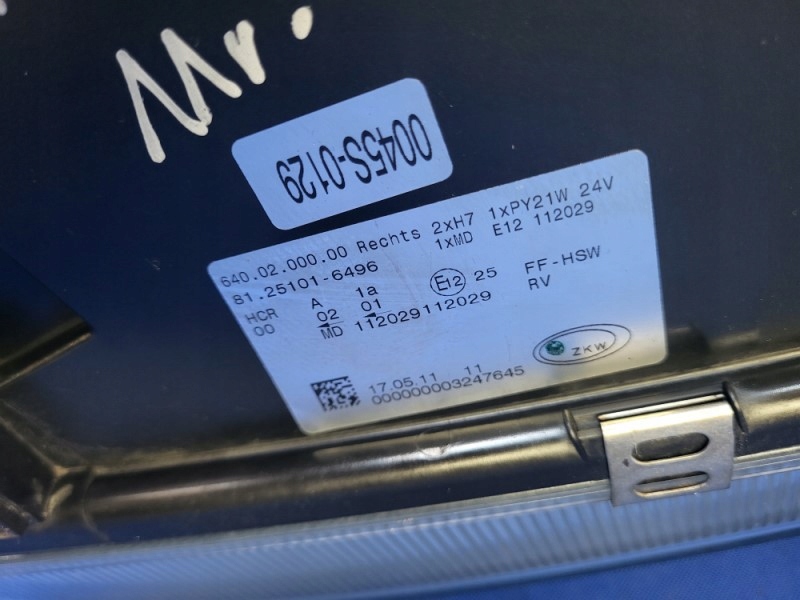 Mr.
0045S-0129
640.02.000.00 Rechts 2xH7 1xPY21W 24V
81.25101-6496 1xMD E12 112029
HCR A 1a E12 25 FF-HSW
00 02 01 RV
MD 112029112029
17.05.11 11
000000003247645
ZKW